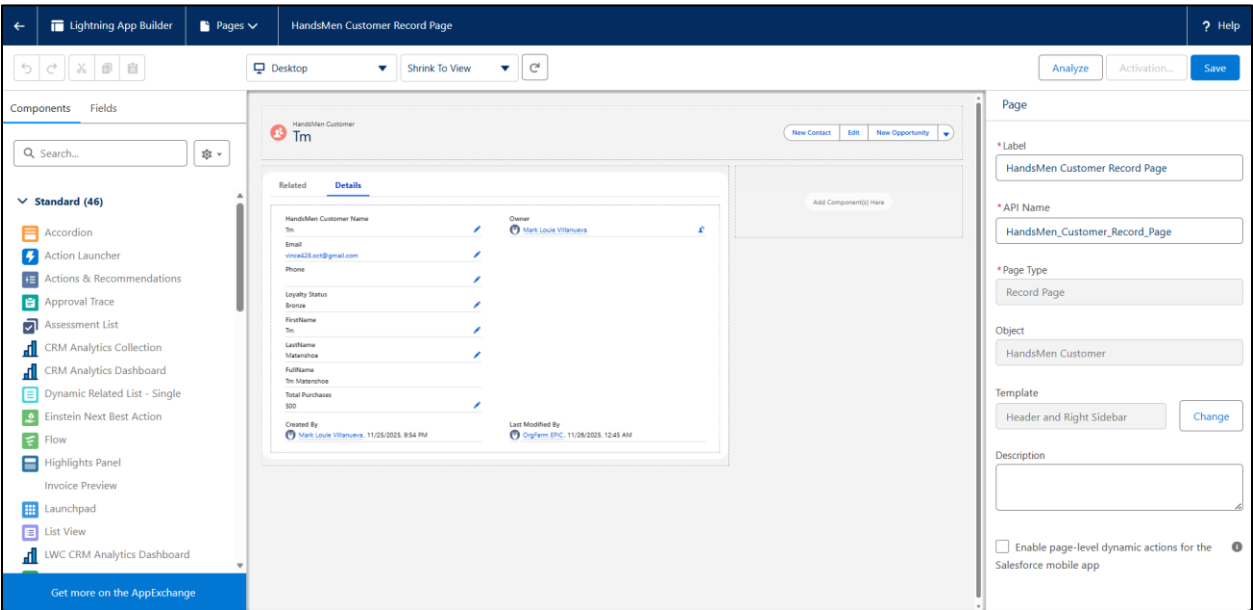 Lightning App Builder
Pages
HandsMen Customer Record Page
? Help
Desktop
Shrink To View
Analyze
Activation...
Save
Components
Fields
Search...
Standard (46)
Accordion
Action Launcher
Actions & Recommendations
Approval Trace
Assessment List
CRM Analytics Collection
CRM Analytics Dashboard
Dynamic Related List - Single
Einstein Next Best Action
Flow
Highlights Panel
Invoice Preview
Launchpad
List View
LWC CRM Analytics Dashboard
Get more on the AppExchange
HandsMen Customer
Tm
New Contact
Edit
New Opportunity
Related
Details
HandsMen Customer Name
Tm
Owner
Mark Louie Villanueva
Email
vince428.oct@gmail.com
Phone
Loyalty Status
Bronze
FirstName
Tm
LastName
Matenshoe
FullName
Tm Matenshoe
Total Purchases
500
Created By
Mark Louie Villanueva, 11/25/2025, 9:54 PM
Last Modified By
OrgFarm EPIC, 11/26/2025, 12:45 AM
Add Component(s) Here
Page
*Label
HandsMen Customer Record Page
*API Name
HandsMen_Customer_Record_Page
*Page Type
Record Page
Object
HandsMen Customer
Template
Header and Right Sidebar
Change
Description
Enable page-level dynamic actions for the
Salesforce mobile app